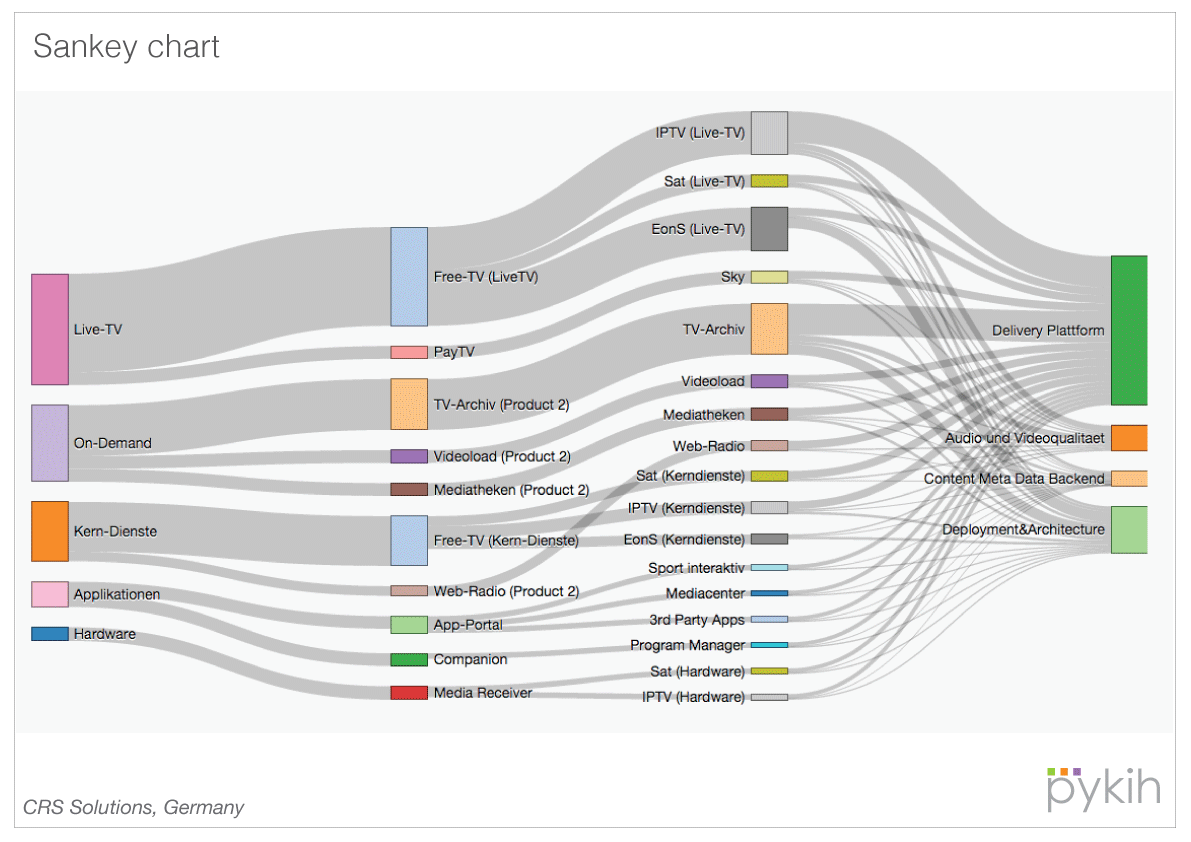 Sankey chart
Live-TV
On-Demand
Kern-Dienste
Applikationen
Hardware
Free-TV (LiveTV)
PayTV
TV-Archiv (Product 2)
Videoload (Product 2)
Mediatheken (Product 2)
Free-TV (Kern-Dienste)
Web-Radio (Product 2)
App-Portal
Companion
Media Receiver
IPTV (Live-TV)
Sat (Live-TV)
EonS (Live-TV)
Sky
TV-Archiv
Videoload
Mediatheken
Web-Radio
Sat (Kerndienste)
IPTV (Kerndienste)
EonS (Kerndienste)
Sport interaktiv
Mediacenter
3rd Party Apps
Program Manager
Sat (Hardware)
IPTV (Hardware)
Delivery Plattform
Audio und Videoqualitaet
Content Meta Data Backend
Deployment&Architecture
CRS Solutions, Germany
pykih